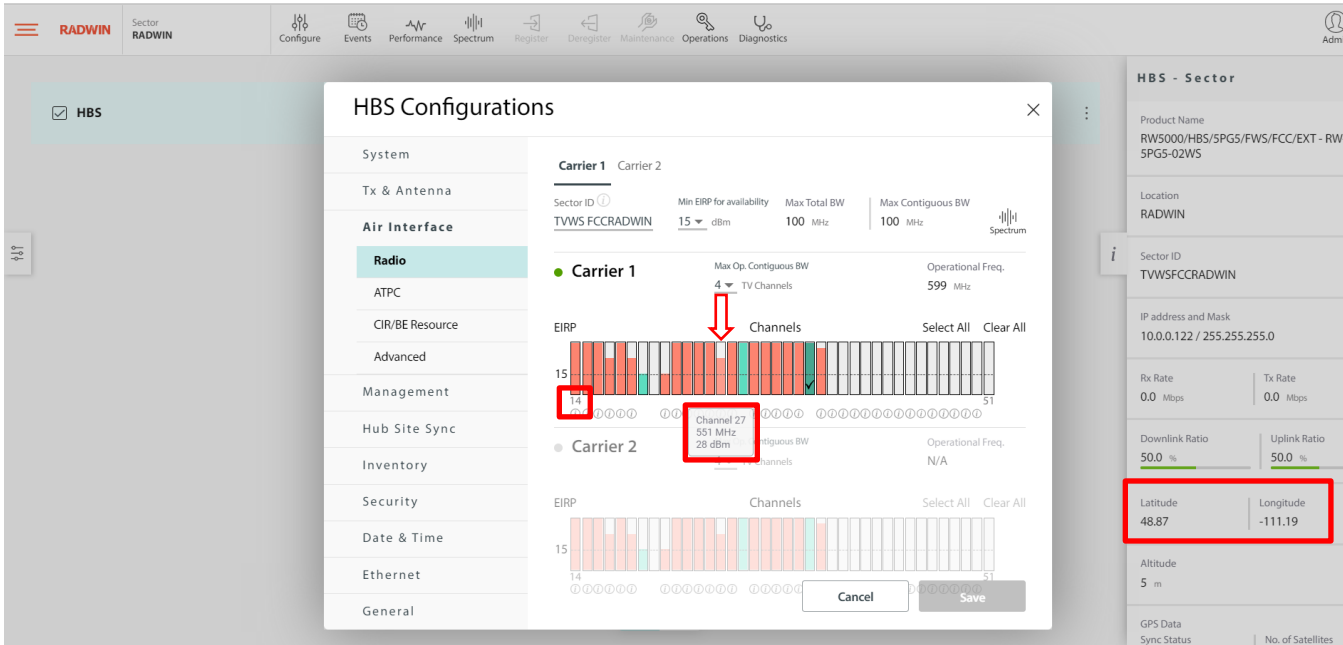 RADWIN
Sector
RADWIN
Configure
Events
Performance
Spectrum
Register
Deregister
Maintenance
Operations
Diagnostics
HBS
HBS Configurations
System
Tx & Antenna
Air Interface
Radio
ATPC
CIR/BE Resource
Advanced
Management
Hub Site Sync
Inventory
Security
Date & Time
Ethernet
General
Carrier 1 Carrier 2
Sector ID
TVWS FCCRADWIN
Min EIRP for availability
15 dBm
Max Total BW
100 MHz
Max Contiguous BW
100 MHz
Spectrum
Carrier 1
Max Op. Contiguous BW
4 TV Channels
Operational Freq.
599 MHz
EIRP Channels Select All Clear All
15
14 51
Channel 27
551 MHz
28 dBm
Carrier 2
Contiguous BW
TV Channels
Operational Freq.
N/A
EIRP Channels Select All Clear All
15
14 51
Cancel Save
i
HBS - Sector
Product Name
RW5000/HBS/5PG5/FWS/FCC/EXT - RW
5PG5-02WS
Location
RADWIN
Sector ID
TVWSFCCRADWIN
IP address and Mask
10.0.0.122 / 255.255.255.0
Rx Rate Tx Rate
0.0 Mbps 0.0 Mbps
Downlink Ratio Uplink Ratio
50.0 % 50.0 %
Latitude Longitude
48.87 -111.19
Altitude
5 m
GPS Data
Sync Status No. of Satellites